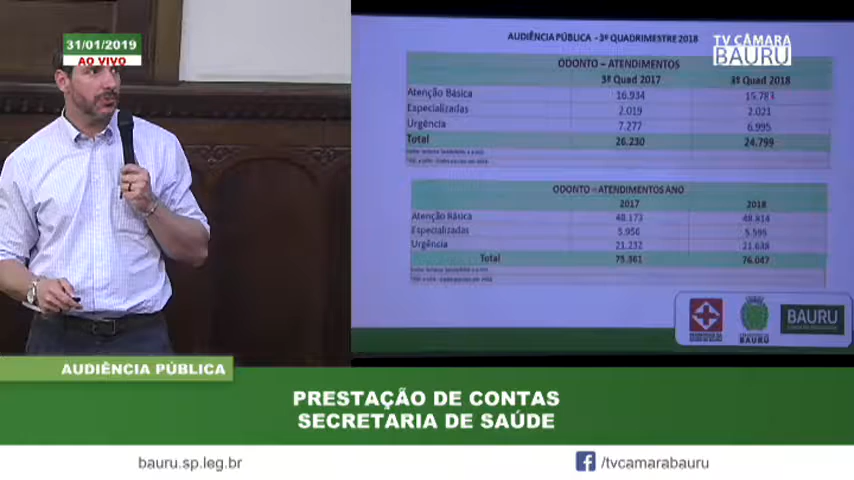 31/01/2019
AO VIVO
TV CÂMARA
BAURU
AUDIÊNCIA PÚBLICA - 3º QUADRIMESTRE 2018
ODONTO – ATENDIMENTOS
3º Quad 2017 3º Quad 2018
Atenção Básica 16.934 15.783
Especializadas 2.019 2.021
Urgência 7.277 6.995
Total 26.230 24.799
ODONTO – ATENDIMENTOS ANO
2017 2018
Atenção Básica 48.173 48.814
Especializadas 5.956 5.595
Urgência 21.232 21.638
Total 75.361 76.047
BAURU
BAURU
AUDIÊNCIA PÚBLICA
PRESTAÇÃO DE CONTAS
SECRETARIA DE SAÚDE
bauru.sp.leg.br
/tvcamarabauru